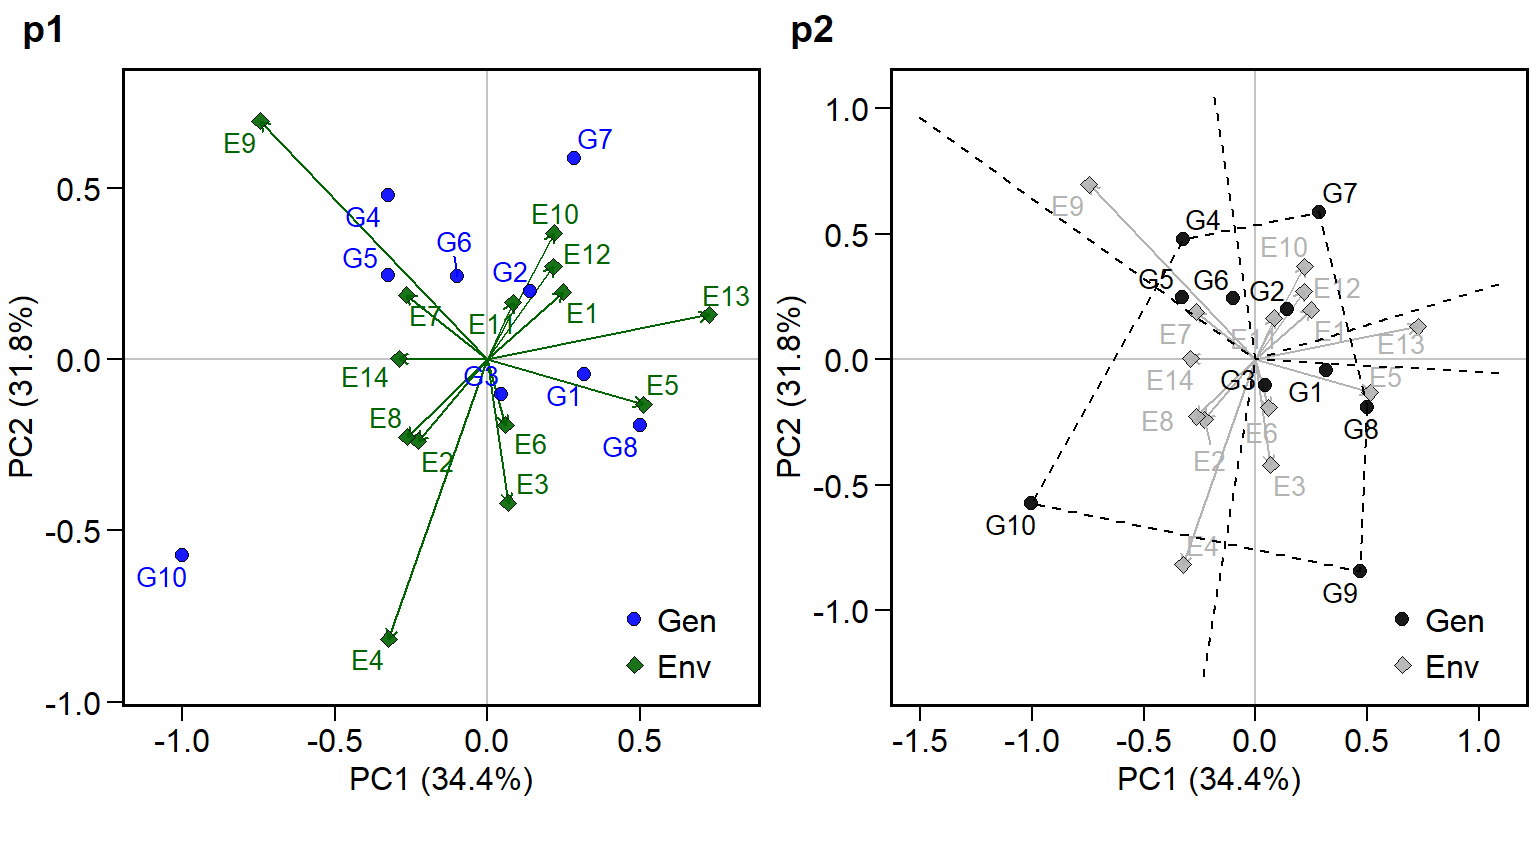 p1
E9
G7
0.5
G4
E10
G6
G5
E12
G2
E7
E11
E1
E13
0.0
E14
G3
G1
E5
E8
E2
E6
G8
E3
-0.5
G10
E4
Gen
Env
-1.0
-1.0 -0.5 0.0 0.5
PC1 (34.4%)
PC2 (31.8%)
p2
1.0
E9
G4
G7
0.5
E10
G5
G6
G2
E12
E7
E11
E1
E13
0.0
E14
G3
G1
E5
E8
E6
G8
E2
E3
-0.5
G10
E4
G9
-1.0
Gen
Env
-1.5 -1.0 -0.5 0.0 0.5 1.0
PC1 (34.4%)
PC2 (31.8%)